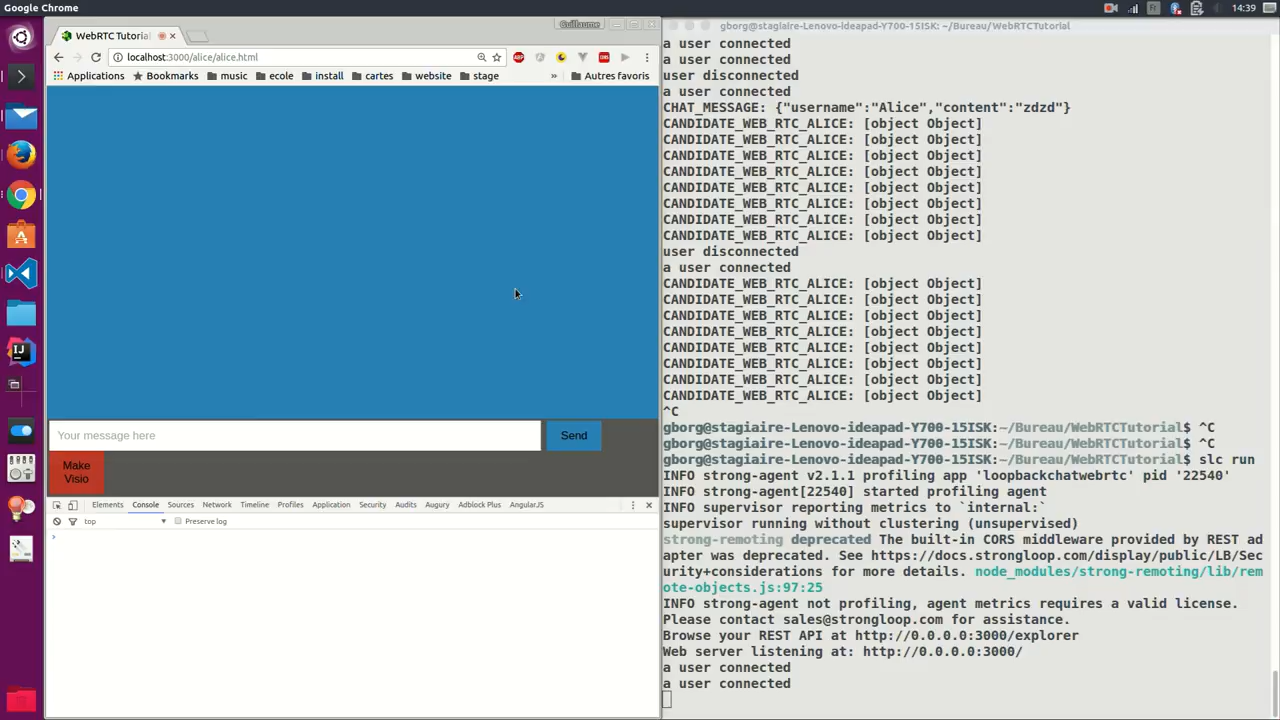 Google Chrome
14:39
Guillaume
WebRTC Tutorial
localhost:3000/alice/alice.html
Applications Bookmarks music ecole install cartes website stage » Autres favoris
Your message here
Send
Make
Visio
Elements Console Sources Network Timeline Profiles Application Security Audits Adblock Plus AngularJS
top Preserve log
gborg@stagiaire-Lenovo-ideapad-Y700-15ISK: ~/Bureau/WebRTCTutorial
a user connected
a user connected
user disconnected
a user connected
CHAT_MESSAGE: {"username":"Alice","content":"zdzd"}
CANDIDATE_WEB_RTC_ALICE: [object Object]
CANDIDATE_WEB_RTC_ALICE: [object Object]
CANDIDATE_WEB_RTC_ALICE: [object Object]
CANDIDATE_WEB_RTC_ALICE: [object Object]
CANDIDATE_WEB_RTC_ALICE: [object Object]
CANDIDATE_WEB_RTC_ALICE: [object Object]
CANDIDATE_WEB_RTC_ALICE: [object Object]
CANDIDATE_WEB_RTC_ALICE: [object Object]
user disconnected
a user connected
CANDIDATE_WEB_RTC_ALICE: [object Object]
CANDIDATE_WEB_RTC_ALICE: [object Object]
CANDIDATE_WEB_RTC_ALICE: [object Object]
CANDIDATE_WEB_RTC_ALICE: [object Object]
CANDIDATE_WEB_RTC_ALICE: [object Object]
CANDIDATE_WEB_RTC_ALICE: [object Object]
CANDIDATE_WEB_RTC_ALICE: [object Object]
CANDIDATE_WEB_RTC_ALICE: [object Object]
^C
gborg@stagiaire-Lenovo-ideapad-Y700-15ISK:~/Bureau/WebRTCTutorial$ ^C
gborg@stagiaire-Lenovo-ideapad-Y700-15ISK:~/Bureau/WebRTCTutorial$ ^C
gborg@stagiaire-Lenovo-ideapad-Y700-15ISK:~/Bureau/WebRTCTutorial$ slc run
INFO strong-agent v2.1.1 profiling app 'loopbackchatwebrtc' pid '22540'
INFO strong-agent[22540] started profiling agent
INFO supervisor reporting metrics to `internal:`
supervisor running without clustering (unsupervised)
strong-remoting deprecated The built-in CORS middleware provided by REST ad
apter was deprecated. See https://docs.strongloop.com/display/public/LB/Sec
urity+considerations for more details. node_modules/strong-remoting/lib/rem
ote-objects.js:97:25
INFO strong-agent not profiling, agent metrics requires a valid license.
Please contact sales@strongloop.com for assistance.
Browse your REST API at http://0.0.0.0:3000/explorer
Web server listening at: http://0.0.0.0:3000/
a user connected
a user connected